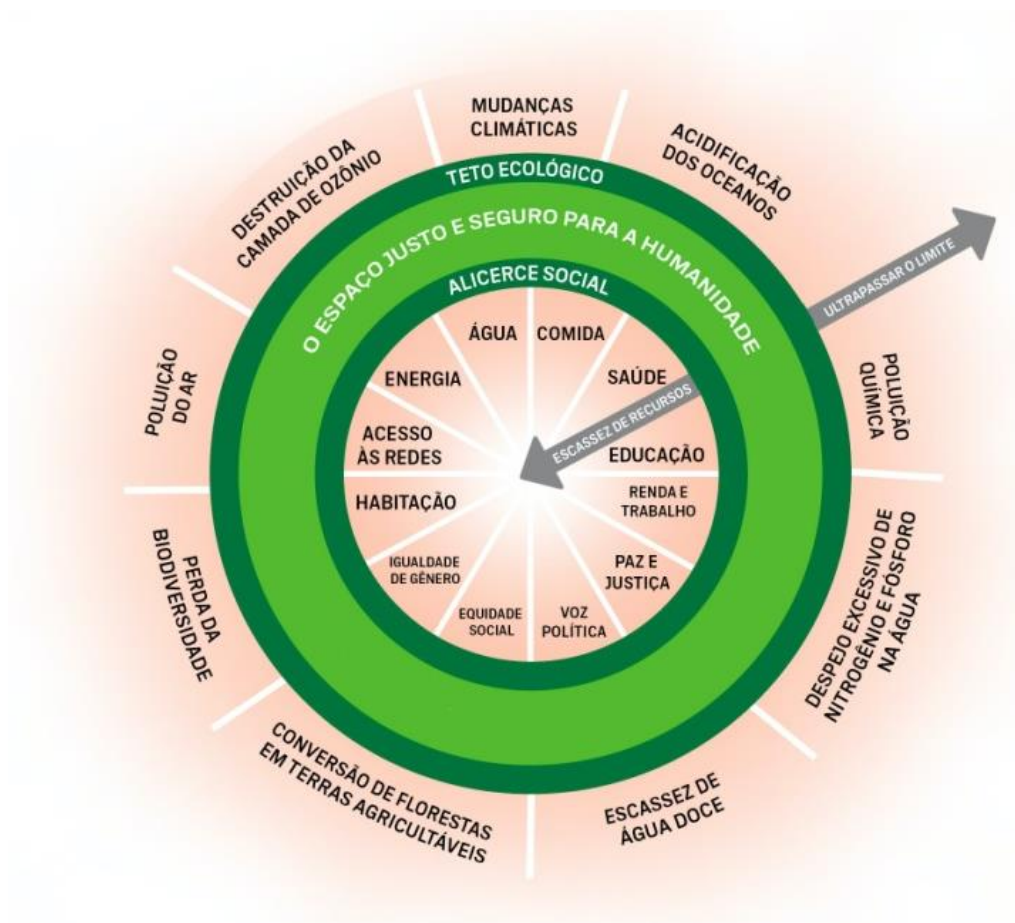 MUDANÇAS
CLIMÁTICAS
ACIDIFICAÇÃO
DOS OCEANOS
DESTRUIÇÃO DA
CAMADA DE OZÔNIO
TETO ECOLÓGICO
O ESPAÇO JUSTO E SEGURO PARA A HUMANIDADE
ALICERCE SOCIAL
ULTRAPASSAR O LIMITE
ÁGUA
COMIDA
ENERGIA
SAÚDE
ESCASSEZ DE RECURSOS
ACESSO
ÀS REDES
EDUCAÇÃO
HABITAÇÃO
RENDA E
TRABALHO
IGUALDADE
DE GÊNERO
PAZ E
JUSTIÇA
EQUIDADE
SOCIAL
VOZ
POLÍTICA
POLUIÇÃO
DO AR
POLUIÇÃO
QUÍMICA
PERDA DA
BIODIVERSIDADE
DESPEJO EXCESSIVO DE
NITROGÊNIO E FÓSFORO
NA ÁGUA
CONVERSÃO DE FLORESTAS
EM TERRAS AGRICULTÁVEIS
ESCASSEZ DE
ÁGUA DOCE